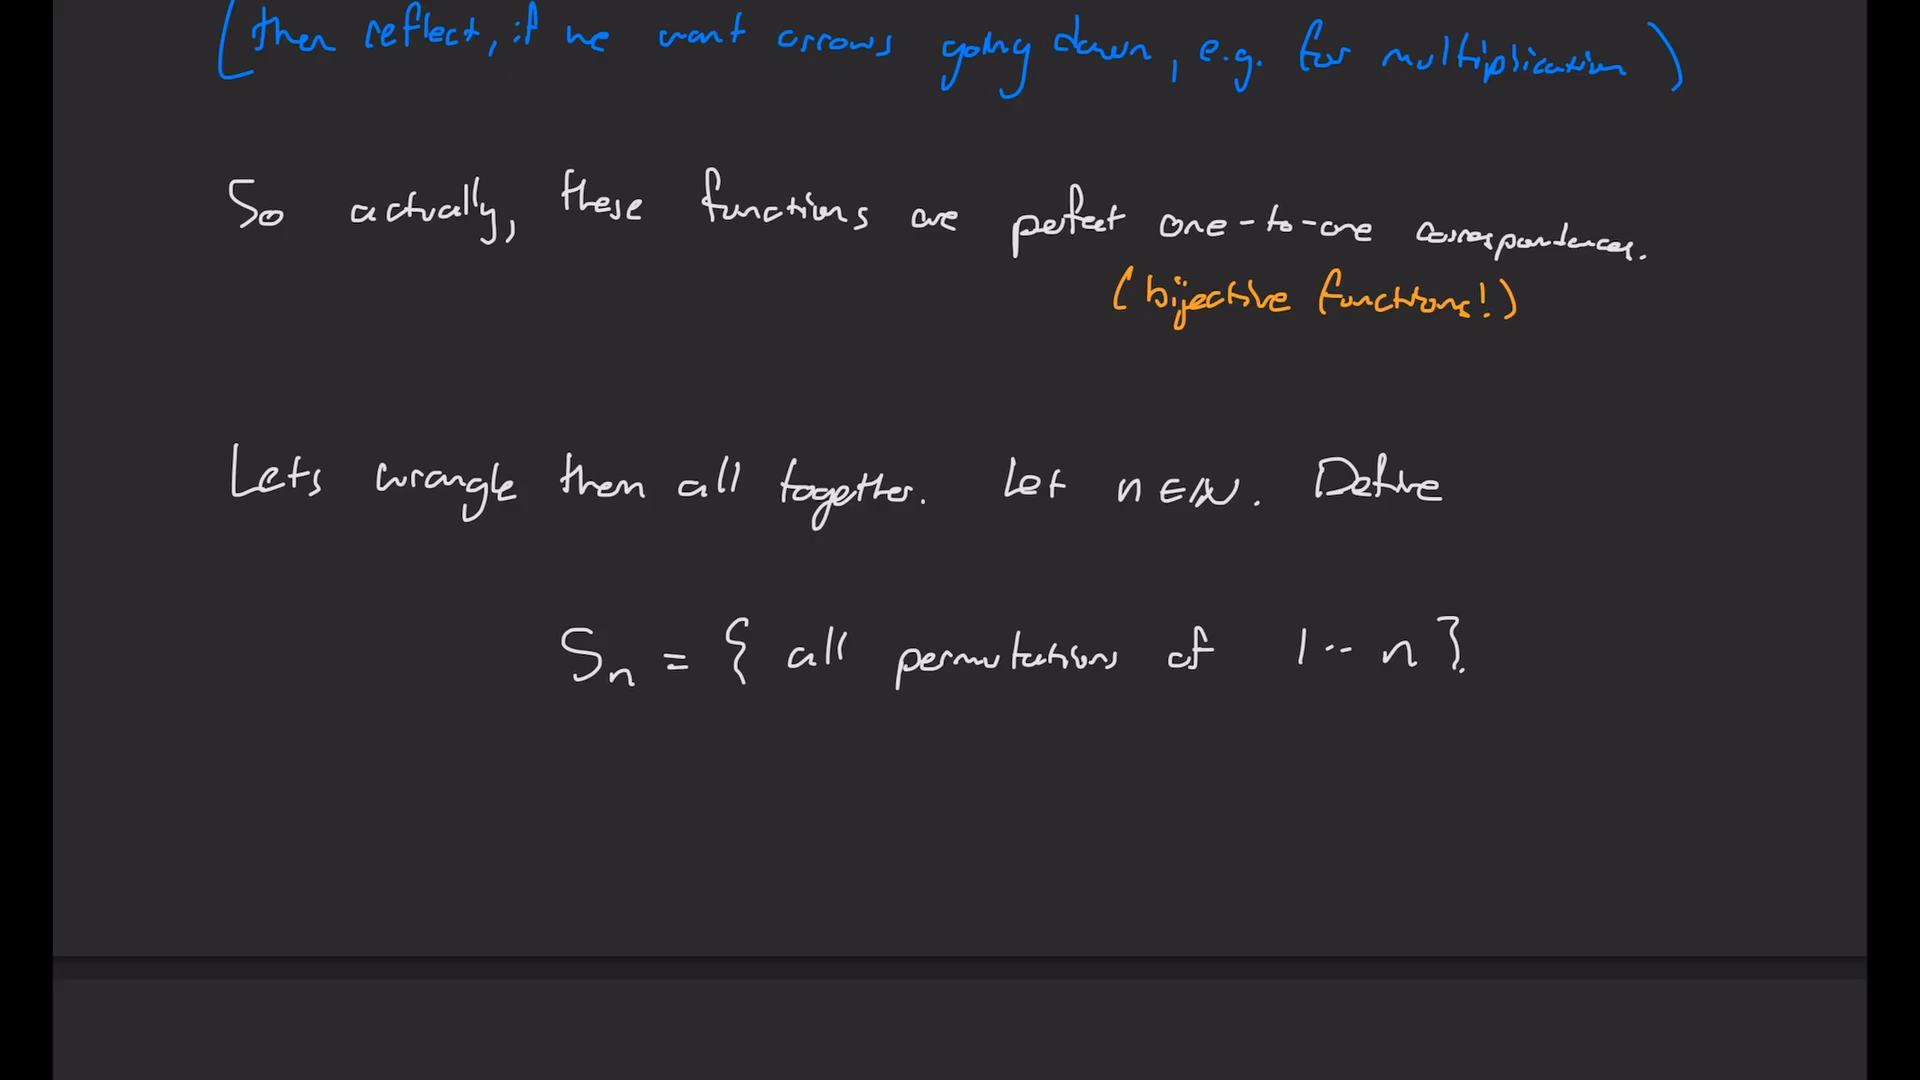 (then reflect, if we want arrows going down, e.g. for multiplication)
So actually, these functions are perfect one-to-one correspondences.
(bijective functions!)
Lets wrangle them all together. Let n ∈ ℕ. Define
Sₙ = { all permutations of 1 ·· n }.